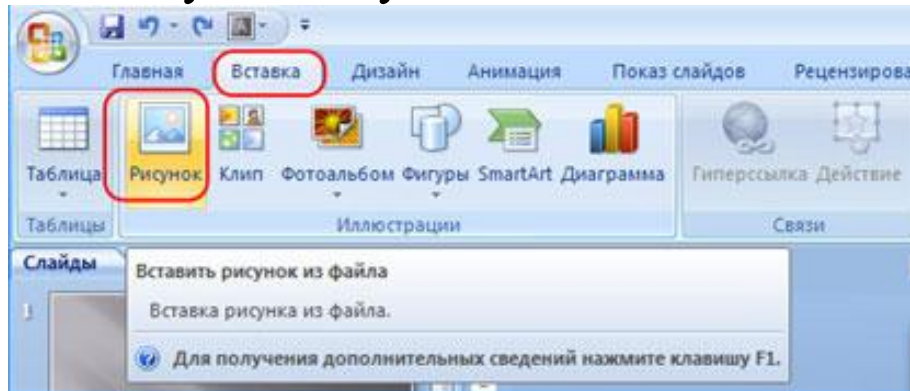 Главная Вставка Дизайн Анимация Показ слайдов Рецензирова
Таблица Рисунок Клип Фотоальбом Фигуры SmartArt Диаграмма Гиперссылка Действие
Таблицы Иллюстрации Связи
Слайды
Вставить рисунок из файла
Вставка рисунка из файла.
Для получения дополнительных сведений нажмите клавишу F1.